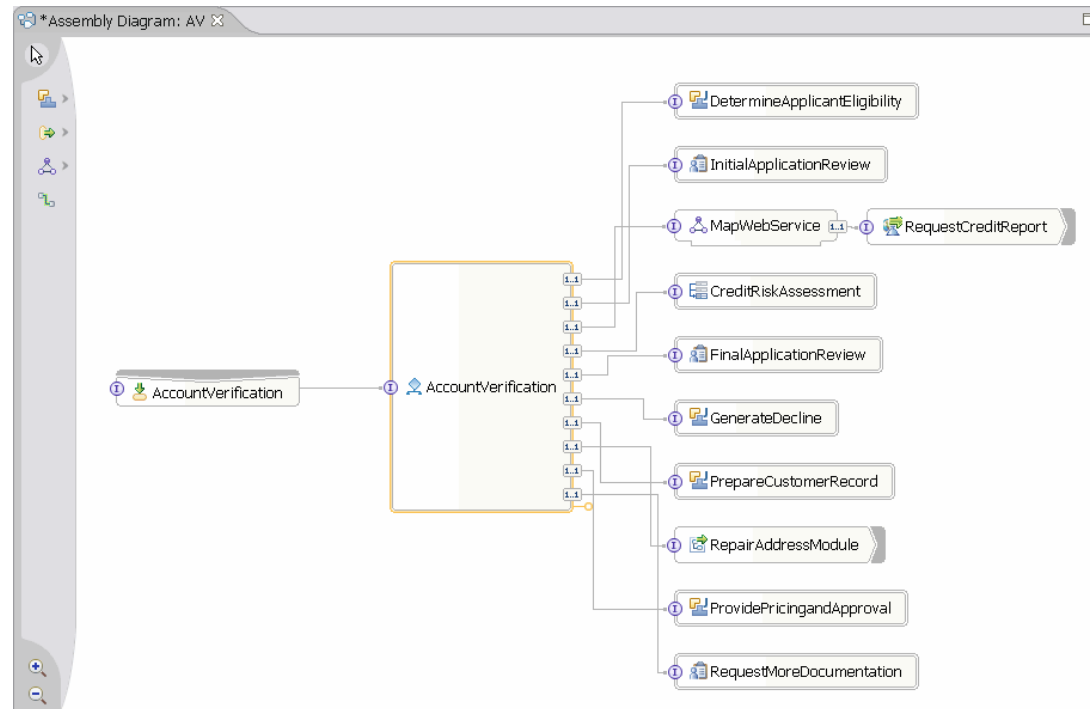 *Assembly Diagram: AV
DetermineApplicantEligibility
InitialApplicationReview
MapWebService 1..1 RequestCreditReport
1..1
CreditRiskAssessment
1..1
1..1
1..1
FinalApplicationReview
1..1
AccountVerification
AccountVerification
1..1
GenerateDecline
1..1
1..1
1..1
PrepareCustomerRecord
1..1
RepairAddressModule
ProvidePricingandApproval
RequestMoreDocumentation